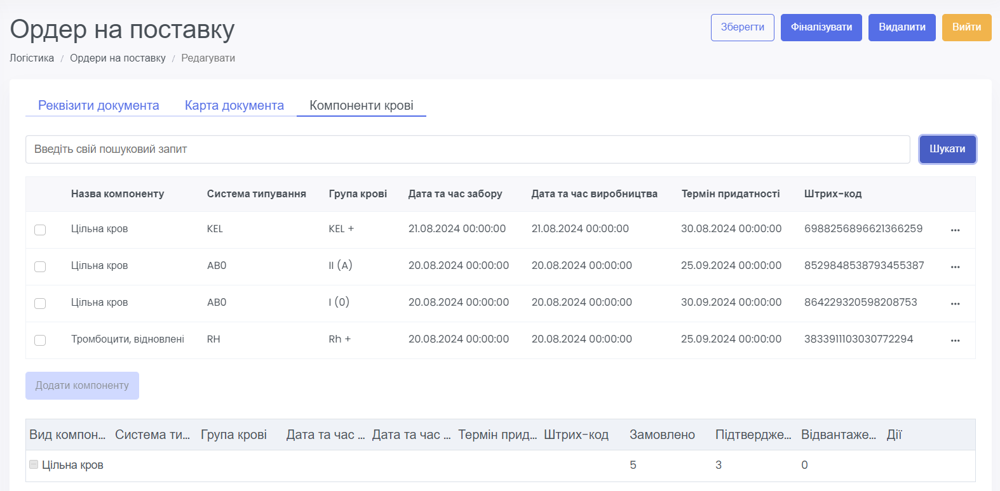 Ордер на поставку
Зберегти Фіналізувати Видалити Вийти
Логістика / Ордери на поставку / Редагувати
Реквізити документа Карта документа Компоненти крові
Введіть свій пошуковий запит Шукати
Назва компоненту Система типування Група крові Дата та час забору Дата та час виробництва Термін придатності Штрих-код
Цільна кров KEL KEL + 21.08.2024 00:00:00 21.08.2024 00:00:00 30.08.2024 00:00:00 6988256896621366259 ...
Цільна кров AB0 II (A) 20.08.2024 00:00:00 20.08.2024 00:00:00 25.09.2024 00:00:00 8529848538793455387 ...
Цільна кров AB0 I (0) 20.08.2024 00:00:00 20.08.2024 00:00:00 30.09.2024 00:00:00 864229320598208753 ...
Тромбоцити, відновлені RH Rh + 20.08.2024 00:00:00 20.08.2024 00:00:00 25.09.2024 00:00:00 3833911103030772294 ...
Додати компоненту
Вид компон... Система ти... Група крові Дата та час ... Дата та час ... Термін прид... Штрих-код Замовлено Підтвердже... Відвантаже... Дії
Цільна кров 5 3 0